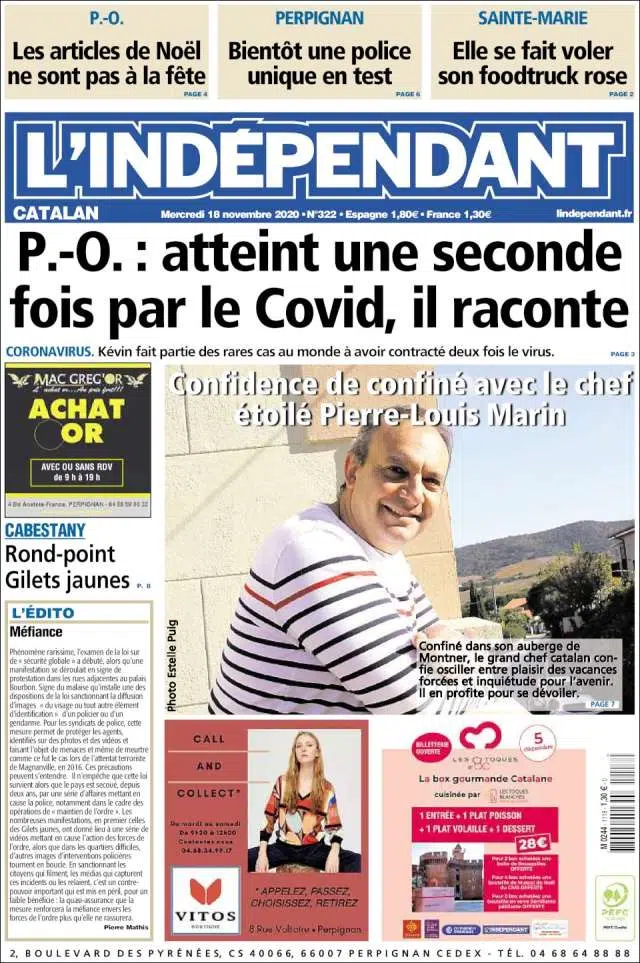 P.-O.
Les articles de Noël
ne sont pas à la fête
PAGE 4
PERPIGNAN
Bientôt une police
unique en test
PAGE 6
SAINTE-MARIE
Elle se fait voler
son foodtruck rose
PAGE 2
L'INDÉPENDANT
CATALAN
Mercredi 18 novembre 2020 • N°322 • Espagne 1,80€ • France 1,30€
lindependant.fr
P.-O. : atteint une seconde
fois par le Covid, il raconte
CORONAVIRUS. Kévin fait partie des rares cas au monde à avoir contracté deux fois le virus.
PAGE 3
MAC GREG'OR
ACHAT
OR
AVEC OU SANS RDV
de 9 h à 19 h
CABESTANY
Rond-point
Gilets jaunes
P. 8
L'ÉDITO
Méfiance
Phénomène rarissime, l'examen de la loi sur
de « sécurité globale » a débuté, alors qu'une
manifestation se déroulait en signe de
protestation dans les rues adjacentes au palais
Bourbon. Signe du malaise qu'installe une des
dispositions de la loi sanctionnant la diffusion
d'images « du visage ou tout autre élément
d'identification » d'un policier ou d'un
gendarme. Pour les syndicats de police, cette
mesure permet de protéger les agents,
identifiés sur des photos et des vidéos et
faisant l'objet de menaces et même de meurtre
comme ce fut le cas lors de l'attentat terroriste
de Magnanville, en 2016. Ces précautions
peuvent s'entendre. Il n'empêche que cette loi
survient alors que le pays est secoué, depuis
deux ans, par une série d'affaires mettant en
cause la police, notamment dans le cadre des
opérations de « maintien de l'ordre ». Les
nombreuses manifestations, en premier celles
des Gilets jaunes, ont donné lieu à une série de
vidéos mettant en cause l'action des forces de
l'ordre, alors que dans les quartiers difficiles,
d'autres images d'interventions policières
tournent en boucle. En sanctionnant les
citoyens qui filment, les médias qui capturent
ces incidents ou les relaient, c'est un contre-
pouvoir important qui est mis en péril, pour un
faible bénéfice : la quasi-assurance que la
mesure renforcera la méfiance envers les
forces de l'ordre plus qu'elle ne rassurera.
Pierre Mathis
Confidence de confiné avec le chef
étoilé Pierre-Louis Marin
Photo Estelle Puig
Confiné dans son auberge de
Montner, le grand chef catalan con-
fie osciller entre plaisir des vacances
forcées et inquiétude pour l'avenir.
Il en profite pour se dévoiler.
PAGE 7
CALL
AND
COLLECT*
Du mardi au samedi
De 9h30 à 12h00
Contactez nous
04.68.34.99.17
VITOS
BOUTIQUE
* APPELEZ, PASSEZ,
CHOISISSEZ, RETIREZ
8 Rue Voltaire • Perpignan
BILLETTERIE
OUVERTE
5
décembre
LES TOQUES
La box gourmande Catalane
cuisinée par
LES TOQUES
BLANCHES
1 ENTRÉE + 1 PLAT POISSON
+ 1 PLAT VOLAILLE + 1 DESSERT
28€
L'INDÉPENDANT
PEFC
2, BOULEVARD DES PYRÉNÉES, CS 40066, 66007 PERPIGNAN CEDEX - TÉL. 04 68 64 88 88